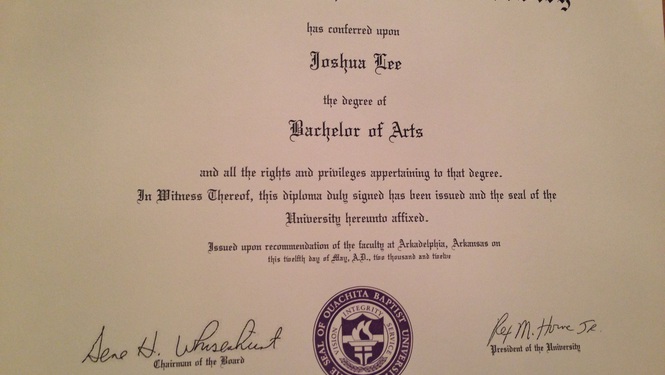 has conferred upon
Joshua Lee
the degree of
Bachelor of Arts
and all the rights and privileges appertaining to that degree.
In Witness Thereof, this diploma duly signed has been issued and the seal of the
University hereunto affixed.
Issued upon recommendation of the faculty at Arkadelphia, Arkansas on
this twelfth day of May, A.D., two thousand and twelve
THE SEAL OF OUACHITA BAPTIST UNIVERS
VISION INTEGRITY SERVICE
Gene H. Whisenhunt
Chairman of the Board
Rex M. Horne Jr.
President of the University